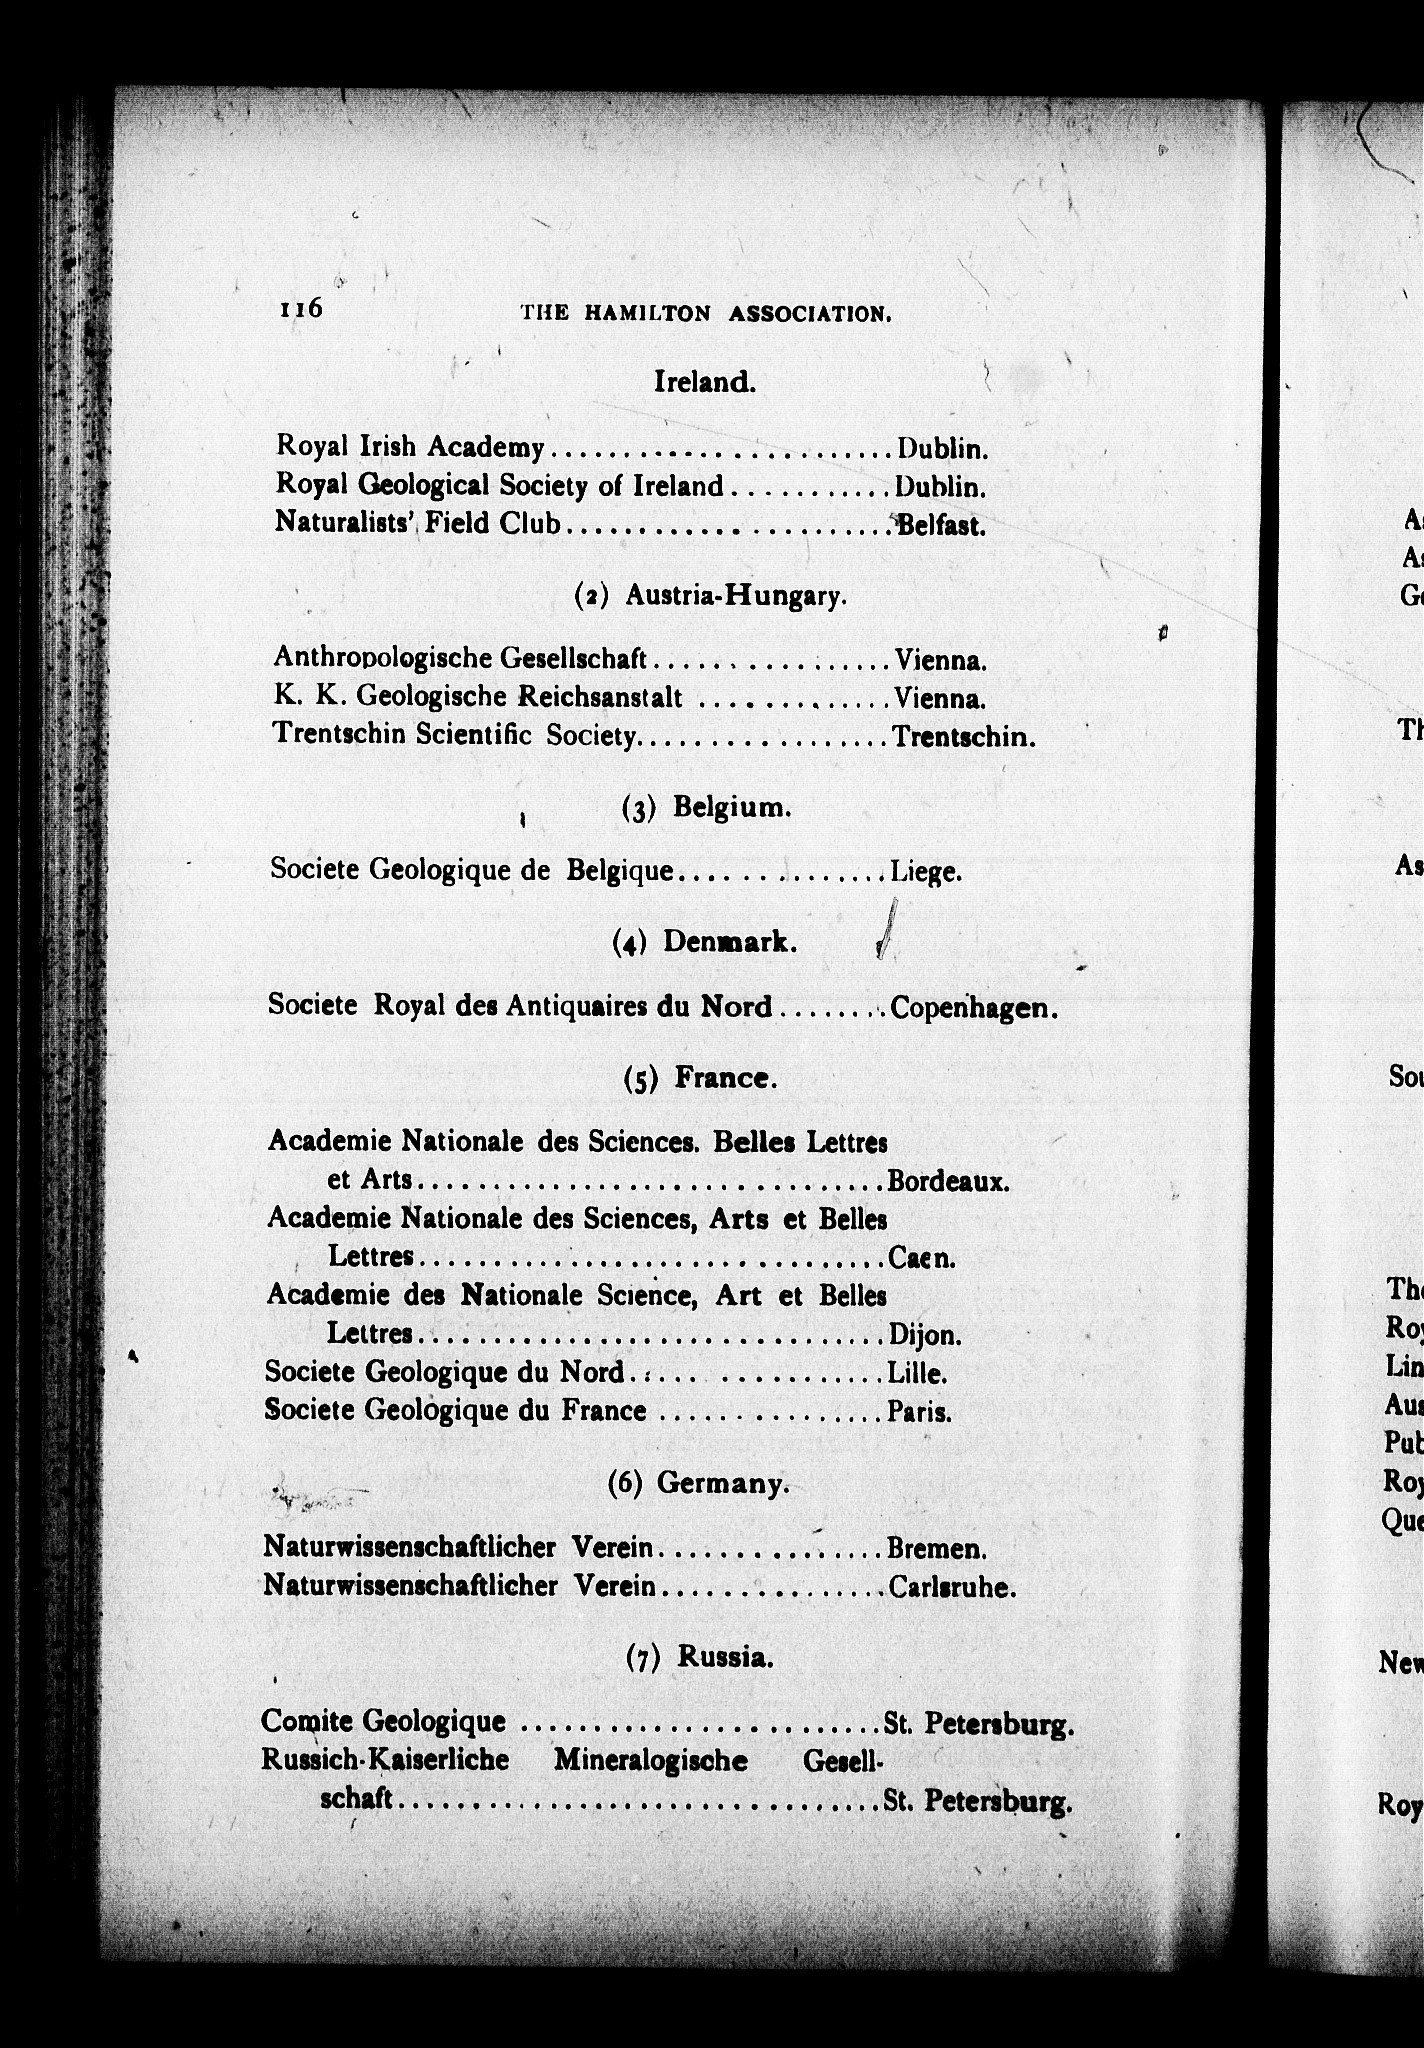 116 THE HAMILTON ASSOCIATION.
Ireland.
Royal Irish Academy........................Dublin.
Royal Geological Society of Ireland...........Dublin.
Naturalists' Field Club.......................Belfast.
(2) Austria-Hungary.
Anthropologische Gesellschaft.................Vienna.
K. K. Geologische Reichsanstalt .............Vienna.
Trentschin Scientific Society.................Trentschin.
(3) Belgium.
Societe Geologique de Belgique..............Liege.
(4) Denmark.
Societe Royal des Antiquaires du Nord........Copenhagen.
(5) France.
Academie Nationale des Sciences. Belles Lettres
et Arts................................Bordeaux.
Academie Nationale des Sciences, Arts et Belles
Lettres................................Caen.
Academie des Nationale Science, Art et Belles
Lettres................................Dijon.
Societe Geologique du Nord.................Lille.
Societe Geologique du France ...............Paris.
(6) Germany.
Naturwissenschaftlicher Verein...............Bremen.
Naturwissenschaftlicher Verein...............Carlsruhe.
(7) Russia.
Comite Geologique .........................St. Petersburg.
Russich-Kaiserliche Mineralogische Gesell-
schaft.................................St. Petersburg.